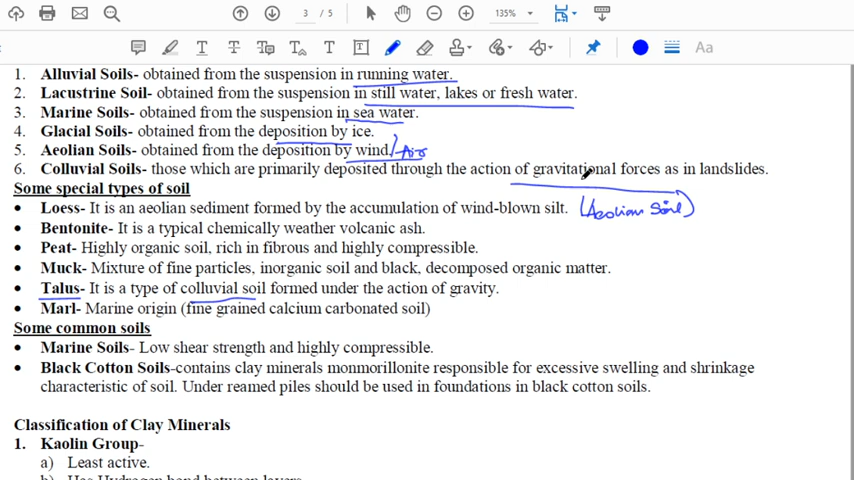 3 / 5
135%
Aa
1. Alluvial Soils- obtained from the suspension in running water.
2. Lacustrine Soil- obtained from the suspension in still water, lakes or fresh water.
3. Marine Soils- obtained from the suspension in sea water.
4. Glacial Soils- obtained from the deposition by ice.
5. Aeolian Soils- obtained from the deposition by wind. / Air
6. Colluvial Soils- those which are primarily deposited through the action of gravitational forces as in landslides.
Some special types of soil
• Loess- It is an aeolian sediment formed by the accumulation of wind-blown silt. (Aeolian Soil)
• Bentonite- It is a typical chemically weather volcanic ash.
• Peat- Highly organic soil, rich in fibrous and highly compressible.
• Muck- Mixture of fine particles, inorganic soil and black, decomposed organic matter.
• Talus- It is a type of colluvial soil formed under the action of gravity.
• Marl- Marine origin (fine grained calcium carbonated soil)
Some common soils
• Marine Soils- Low shear strength and highly compressible.
• Black Cotton Soils-contains clay minerals monmorillonite responsible for excessive swelling and shrinkage
characteristic of soil. Under reamed piles should be used in foundations in black cotton soils.
Classification of Clay Minerals
1. Kaolin Group-
a) Least active.
b) Has Hydrogen bond between layers